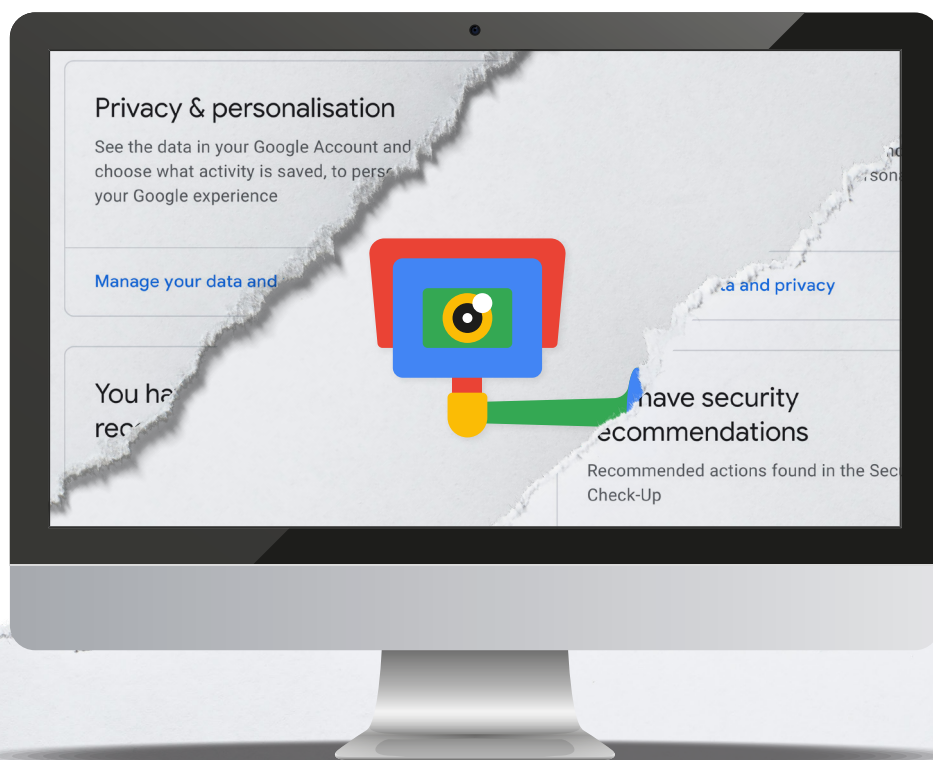 Privacy & personalisation
See the data in your Google Account and
choose what activity is saved, to perso
your Google experience
Manage your data and
You ha
rec
rsona
ta and privacy
have security
ecommendations
Recommended actions found in the Secu
Check-Up